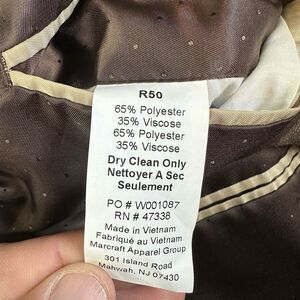 R50
65% Polyester
35% Viscose
65% Polyester
35% Viscose
Dry Clean Only
Nettoyer A Sec
Seulement
PO # W001087
RN # 47338
Made in Vietnam
Fabriqué au Vietnam
Marcraft Apparel Group
301 Island Road
Mahwah, NJ 07430